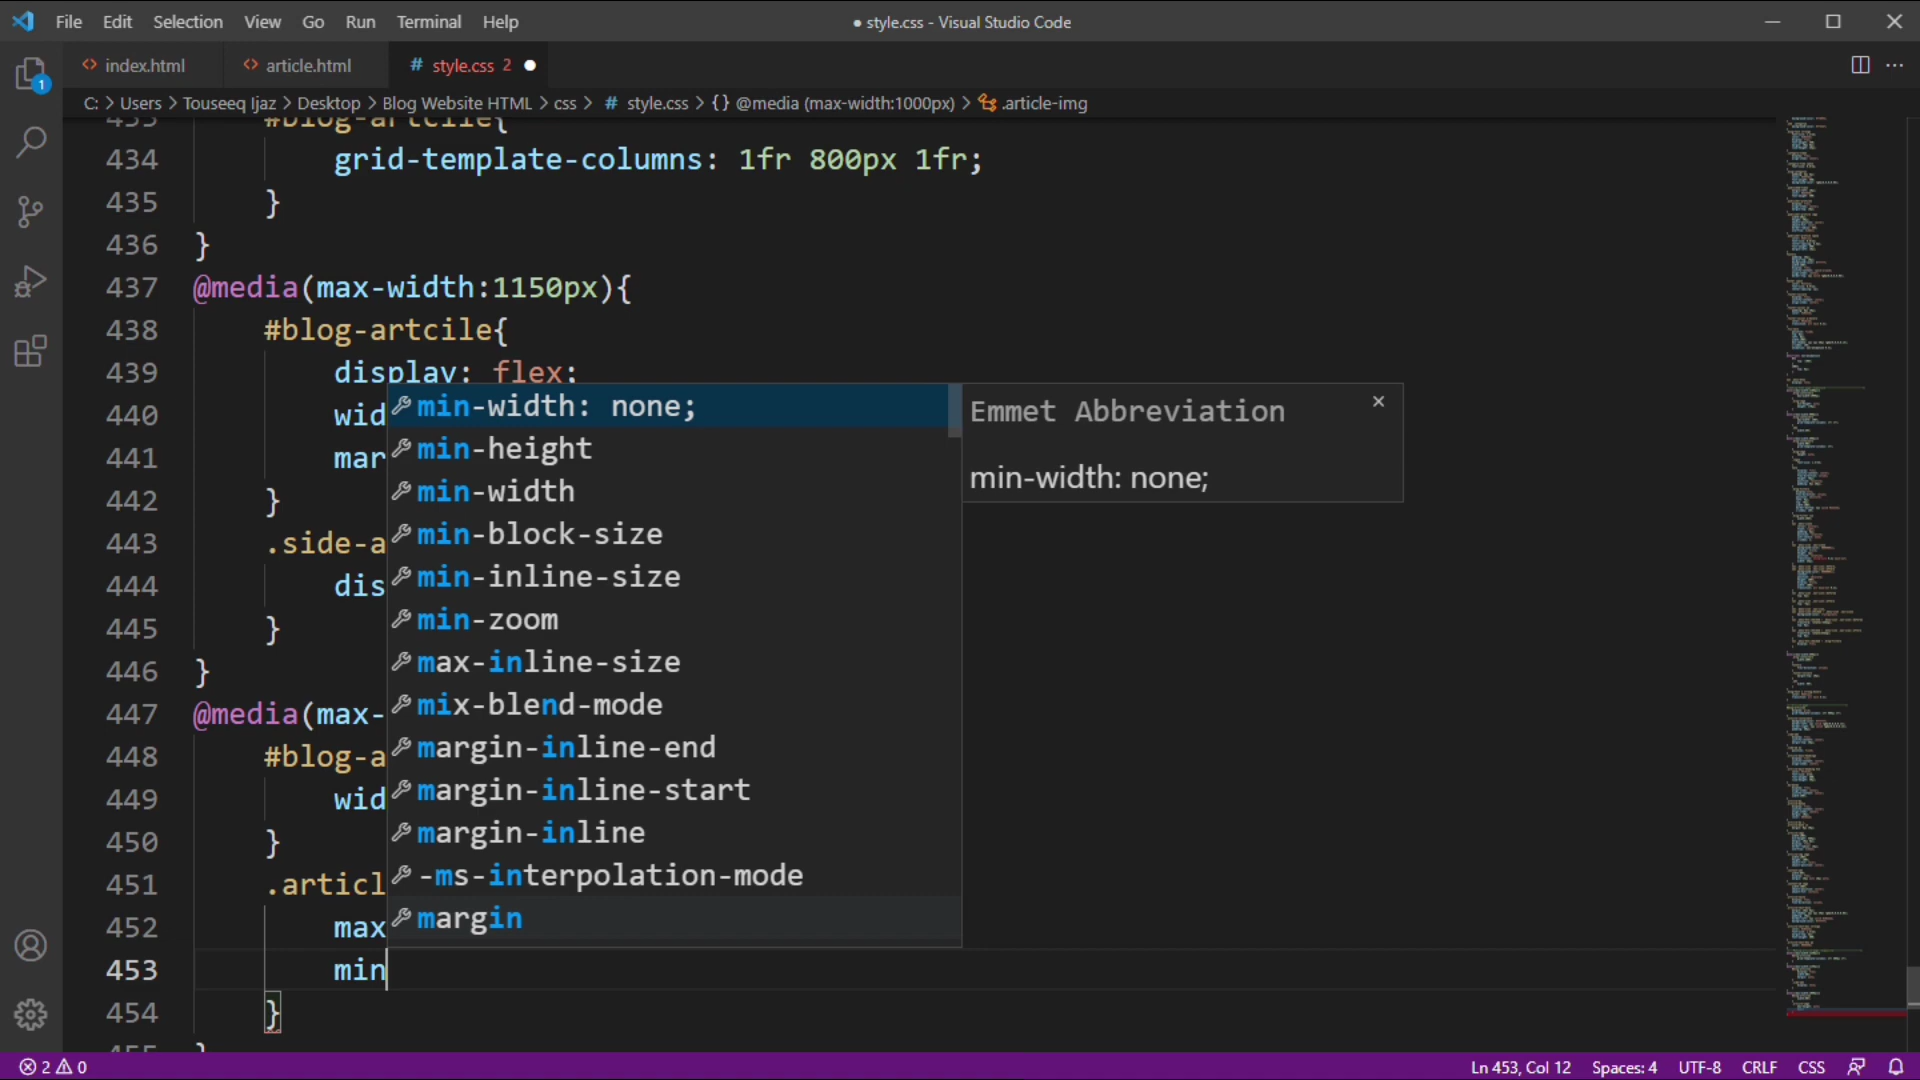 File Edit Selection View Go Run Terminal Help
● style.css - Visual Studio Code
<> index.html
<> article.html
# style.css 2 ●
C: > Users > Touseeq Ijaz > Desktop > Blog Website HTML > css > # style.css > {} @media (max-width:1000px) > .article-img
1
433 #blog-artcile{
434 grid-template-columns: 1fr 800px 1fr;
435 }
436 }
437 @media(max-width:1150px){
438 #blog-artcile{
439 display: flex;
440 wid
441 mar
442 }
443 .side-a
444 dis
445 }
446 }
447 @media(max-
448 #blog-a
449 wid
450 }
451 .articl
452 max
453 min
454 }
455 }
min-width: none;
min-height
min-width
min-block-size
min-inline-size
min-zoom
max-inline-size
mix-blend-mode
margin-inline-end
margin-inline-start
margin-inline
-ms-interpolation-mode
margin
Emmet Abbreviation
min-width: none;
2 0
Ln 453, Col 12 Spaces: 4 UTF-8 CRLF CSS